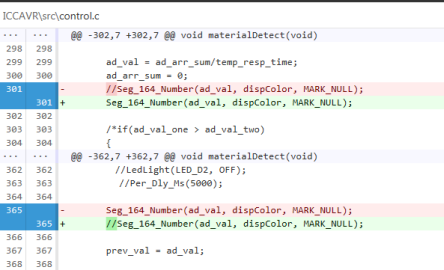 ICCAVR\src\control.c
... ... @@ -302,7 +302,7 @@ void materialDetect(void)
298 298
299 299 ad_val = ad_arr_sum/temp_resp_time;
300 300 ad_arr_sum = 0;
301 - //Seg_164_Number(ad_val, dispColor, MARK_NULL);
301 + Seg_164_Number(ad_val, dispColor, MARK_NULL);
302 302
303 303 /*if(ad_val_one > ad_val_two)
304 304 {
... ... @@ -362,7 +362,7 @@ void materialDetect(void)
362 362 //LedLight(LED_D2, OFF);
363 363 //Per_Dly_Ms(5000);
364 364
365 - Seg_164_Number(ad_val, dispColor, MARK_NULL);
365 + //Seg_164_Number(ad_val, dispColor, MARK_NULL);
366 366
367 367 prev_val = ad_val;
368 368